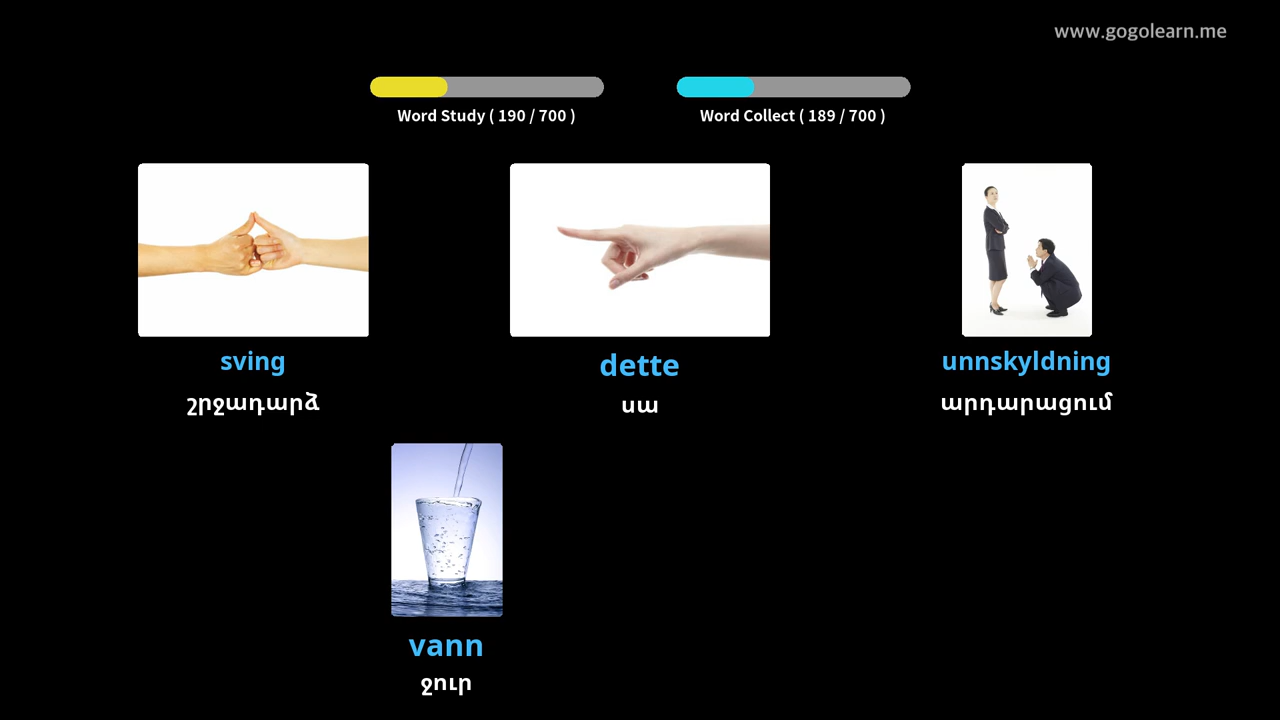 www.gogolearn.me
Word Study ( 190 / 700 )
Word Collect ( 189 / 700 )
sving
dette
unnskyldning
շրջադարձ
սա
արդարացում
vann
ջուր